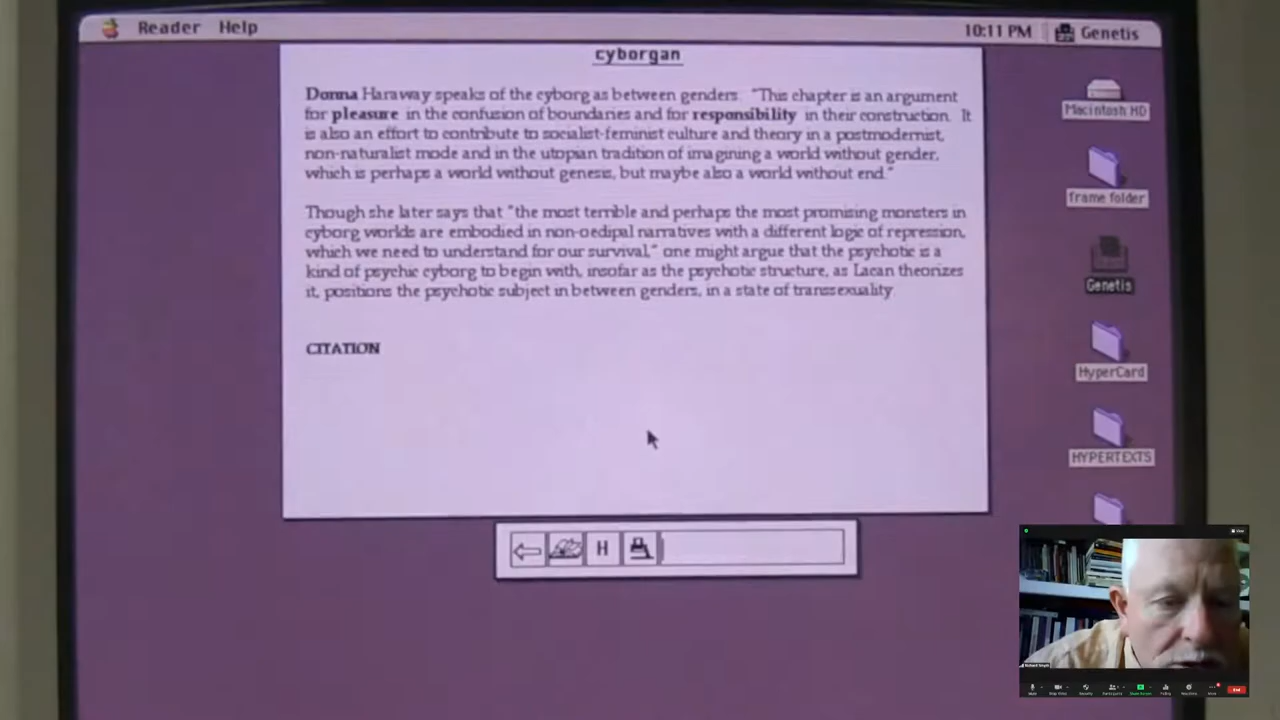 Reader Help
10:11 PM Genetis
cyborgan
Donna Haraway speaks of the cyborg as between genders. "This chapter is an argument
for pleasure in the confusion of boundaries and for responsibility in their construction. It
is also an effort to contribute to socialist-feminist culture and theory in a postmodernist,
non-naturalist mode and in the utopian tradition of imagining a world without gender,
which is perhaps a world without genesis, but maybe also a world without end."
Though she later says that "the most terrible and perhaps the most promising monsters in
cyborg worlds are embodied in non-oedipal narratives with a different logic of repression,
which we need to understand for our survival," one might argue that the psychotic is a
kind of psychic cyborg to begin with, insofar as the psychotic structure, as Lacan theorizes
it, positions the psychotic subject in between genders, in a state of transsexuality.
CITATION
H
Macintosh HD
frame folder
Genetis
HyperCard
HYPERTEXTS